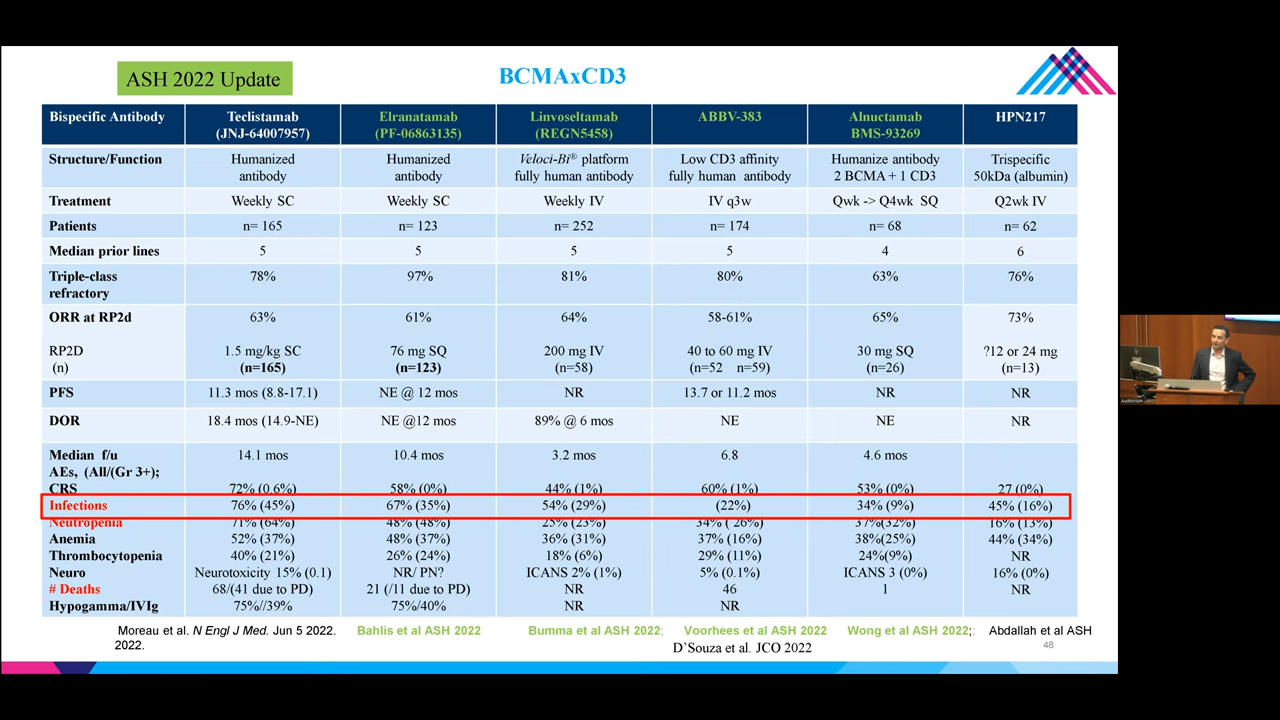 ASH 2022 Update
BCMAxCD3
Bispecific Antibody Teclistamab Elranatamab Linvoseltamab ABBV-383 Alnuctamab HPN217
(JNJ-64007957) (PF-06863135) (REGN5458) BMS-93269
Structure/Function Humanized Humanized Veloci-Bi® platform Low CD3 affinity Humanize antibody Trispecific
antibody antibody fully human antibody fully human antibody 2 BCMA + 1 CD3 50kDa (albumin)
Treatment Weekly SC Weekly SC Weekly IV IV q3w Qwk -> Q4wk SQ Q2wk IV
Patients n= 165 n= 123 n= 252 n= 174 n= 68 n= 62
Median prior lines 5 5 5 5 4 6
Triple-class 78% 97% 81% 80% 63% 76%
refractory
ORR at RP2d 63% 61% 64% 58-61% 65% 73%
RP2D 1.5 mg/kg SC 76 mg SQ 200 mg IV 40 to 60 mg IV 30 mg SQ ?12 or 24 mg
(n) (n=165) (n=123) (n=58) (n=52 n=59) (n=26) (n=13)
PFS 11.3 mos (8.8-17.1) NE @ 12 mos NR 13.7 or 11.2 mos NR NR
DOR 18.4 mos (14.9-NE) NE @12 mos 89% @ 6 mos NE NE NR
Median f/u 14.1 mos 10.4 mos 3.2 mos 6.8 4.6 mos
AEs, (All/(Gr 3+);
CRS 72% (0.6%) 58% (0%) 44% (1%) 60% (1%) 53% (0%) 27 (0%)
Infections 76% (45%) 67% (35%) 54% (29%) (22%) 34% (9%) 45% (16%)
Neutropenia 71% (64%) 48% (48%) 25% (23%) 34% ( 26%) 37%(32%) 16% (13%)
Anemia 52% (37%) 48% (37%) 36% (31%) 37% (16%) 38%(25%) 44% (34%)
Thrombocytopenia 40% (21%) 26% (24%) 18% (6%) 29% (11%) 24%(9%) NR
Neuro Neurotoxicity 15% (0.1) NR/ PN? ICANS 2% (1%) 5% (0.1%) ICANS 3 (0%) 16% (0%)
# Deaths 68/(41 due to PD) 21 (/11 due to PD) NR 46 1 NR
Hypogamma/IVIg 75%//39% 75%/40% NR NR
Moreau et al. N Engl J Med. Jun 5 2022. Bahlis et al ASH 2022 Bumma et al ASH 2022; Voorhees et al ASH 2022 Wong et al ASH 2022;; Abdallah et al ASH
2022. D'Souza et al. JCO 2022
48
Auditorium